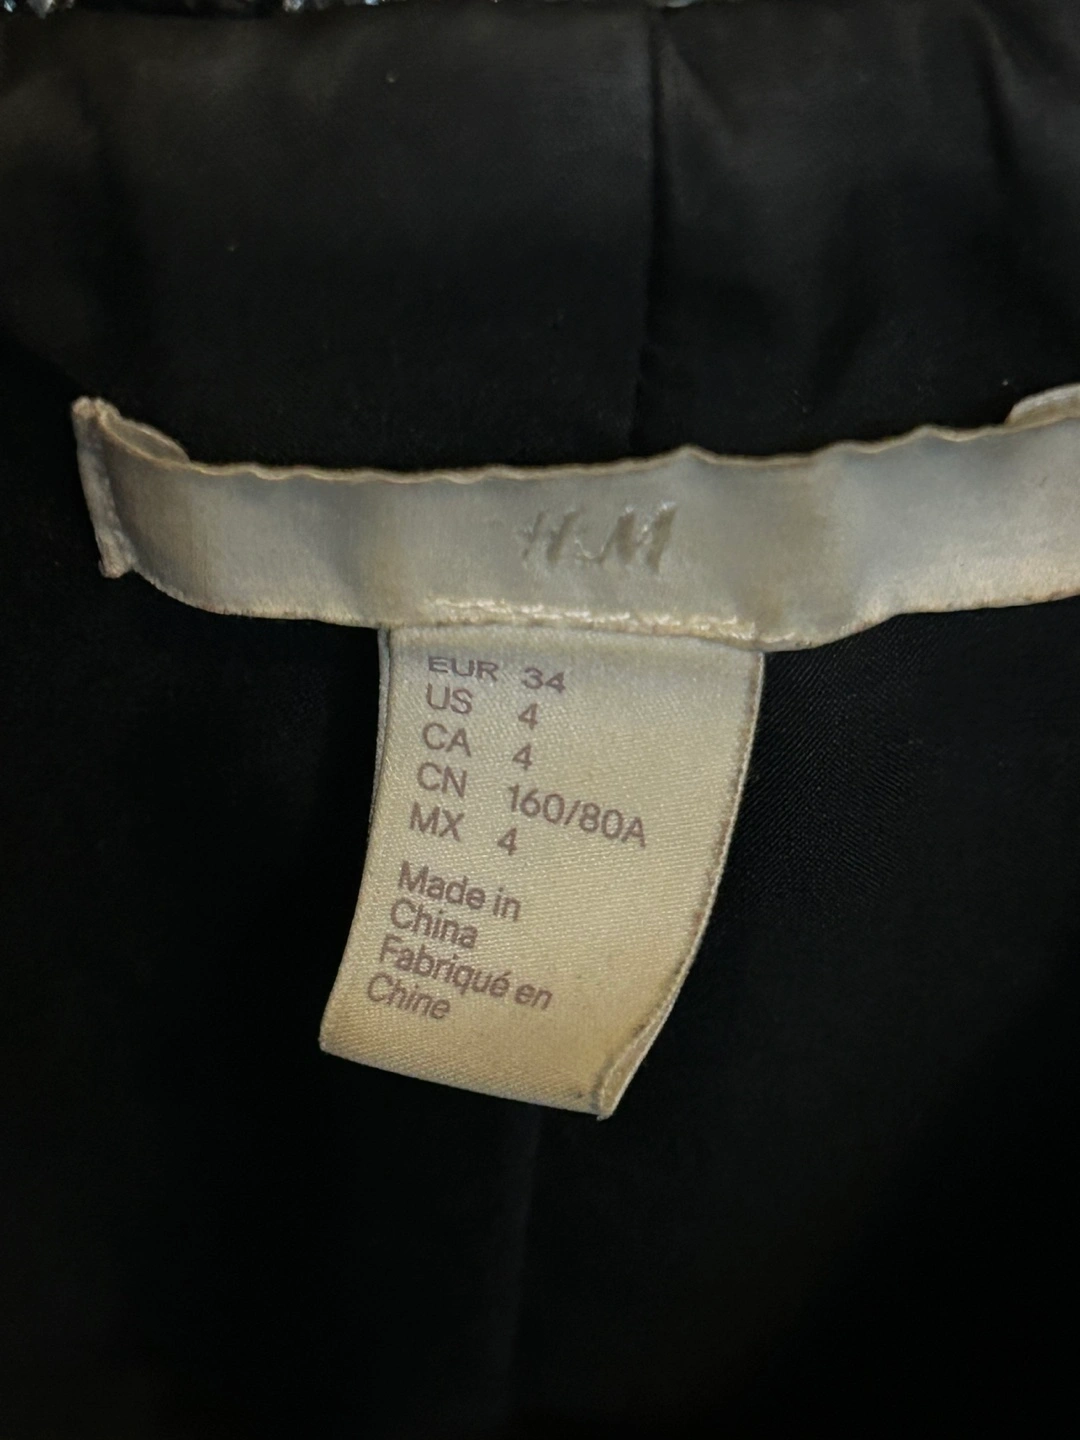 H&M
EUR 34
US 4
CA 4
CN 160/80A
MX 4
Made in
China
Fabriqué en
Chine